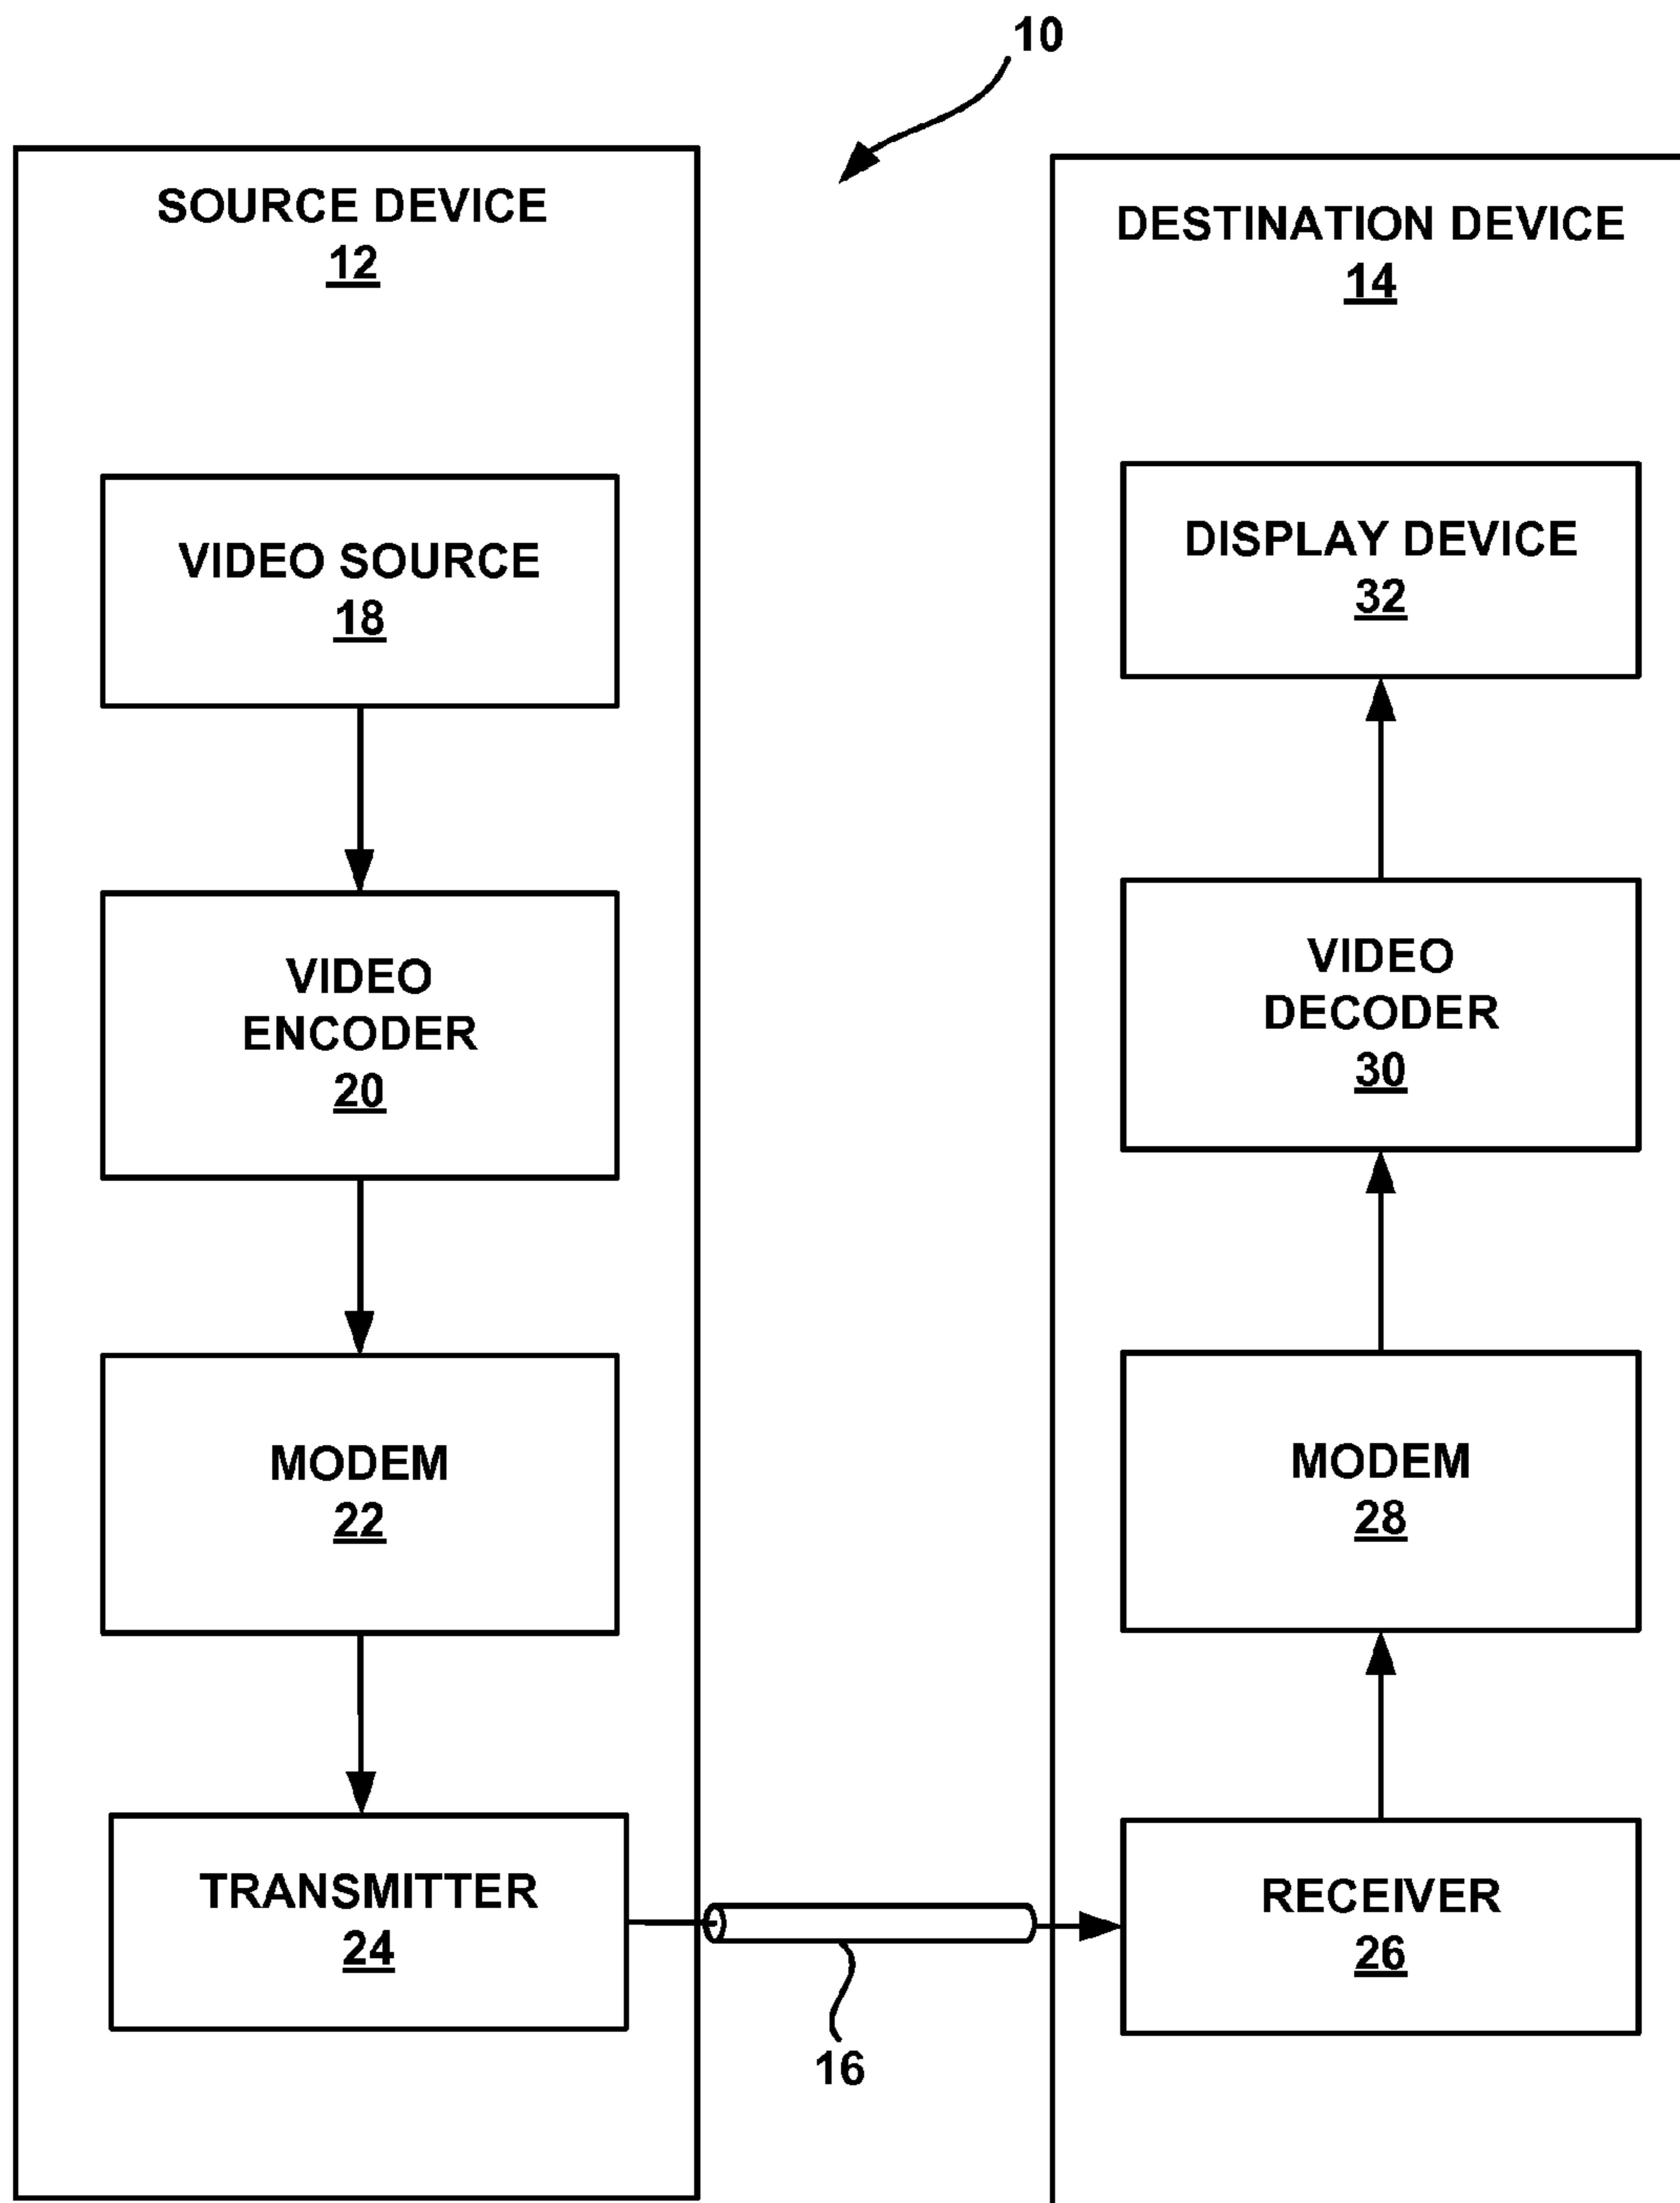 10
SOURCE DEVICE
12
VIDEO SOURCE
18
VIDEO
ENCODER
20
MODEM
22
TRANSMITTER
24
16
DESTINATION DEVICE
14
DISPLAY DEVICE
32
VIDEO
DECODER
30
MODEM
28
RECEIVER
26